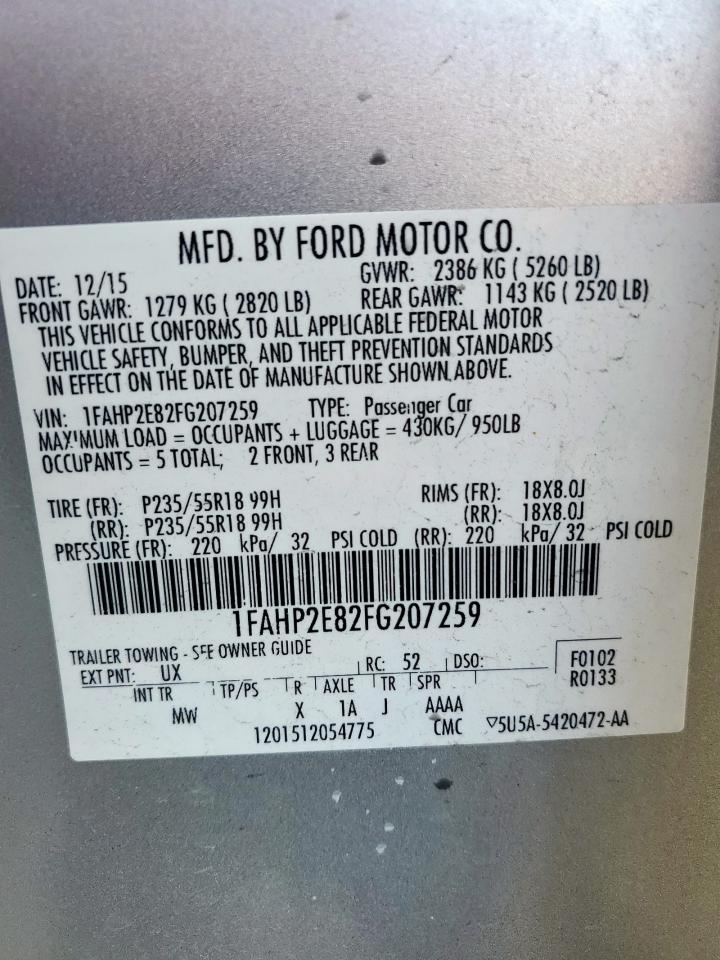 MFD. BY FORD MOTOR CO.
DATE: 12/15 GVWR: 2386 KG ( 5260 LB)
FRONT GAWR: 1279 KG ( 2820 LB) REAR GAWR: 1143 KG ( 2520 LB)
THIS VEHICLE CONFORMS TO ALL APPLICABLE FEDERAL MOTOR
VEHICLE SAFETY, BUMPER, AND THEFT PREVENTION STANDARDS
IN EFFECT ON THE DATE OF MANUFACTURE SHOWN ABOVE.
VIN: 1FAHP2E82FG207259 TYPE: Passenger Car
MAXIMUM LOAD = OCCUPANTS + LUGGAGE = 430KG/ 950LB
OCCUPANTS = 5 TOTAL; 2 FRONT, 3 REAR
TIRE (FR): P235/55R18 99H RIMS (FR): 18X8.0J
(RR): P235/55R18 99H (RR): 18X8.0J
PRESSURE (FR): 220 kPa/ 32 PSI COLD (RR): 220 kPa/ 32 PSI COLD
1FAHP2E82FG207259
TRAILER TOWING - SEE OWNER GUIDE
EXT PNT: UX RC: 52 DSO: F0102
INT TR TP/PS R AXLE TR SPR R0133
MW X 1A J AAAA
1201512054775 CMC ▽5U5A-5420472-AA